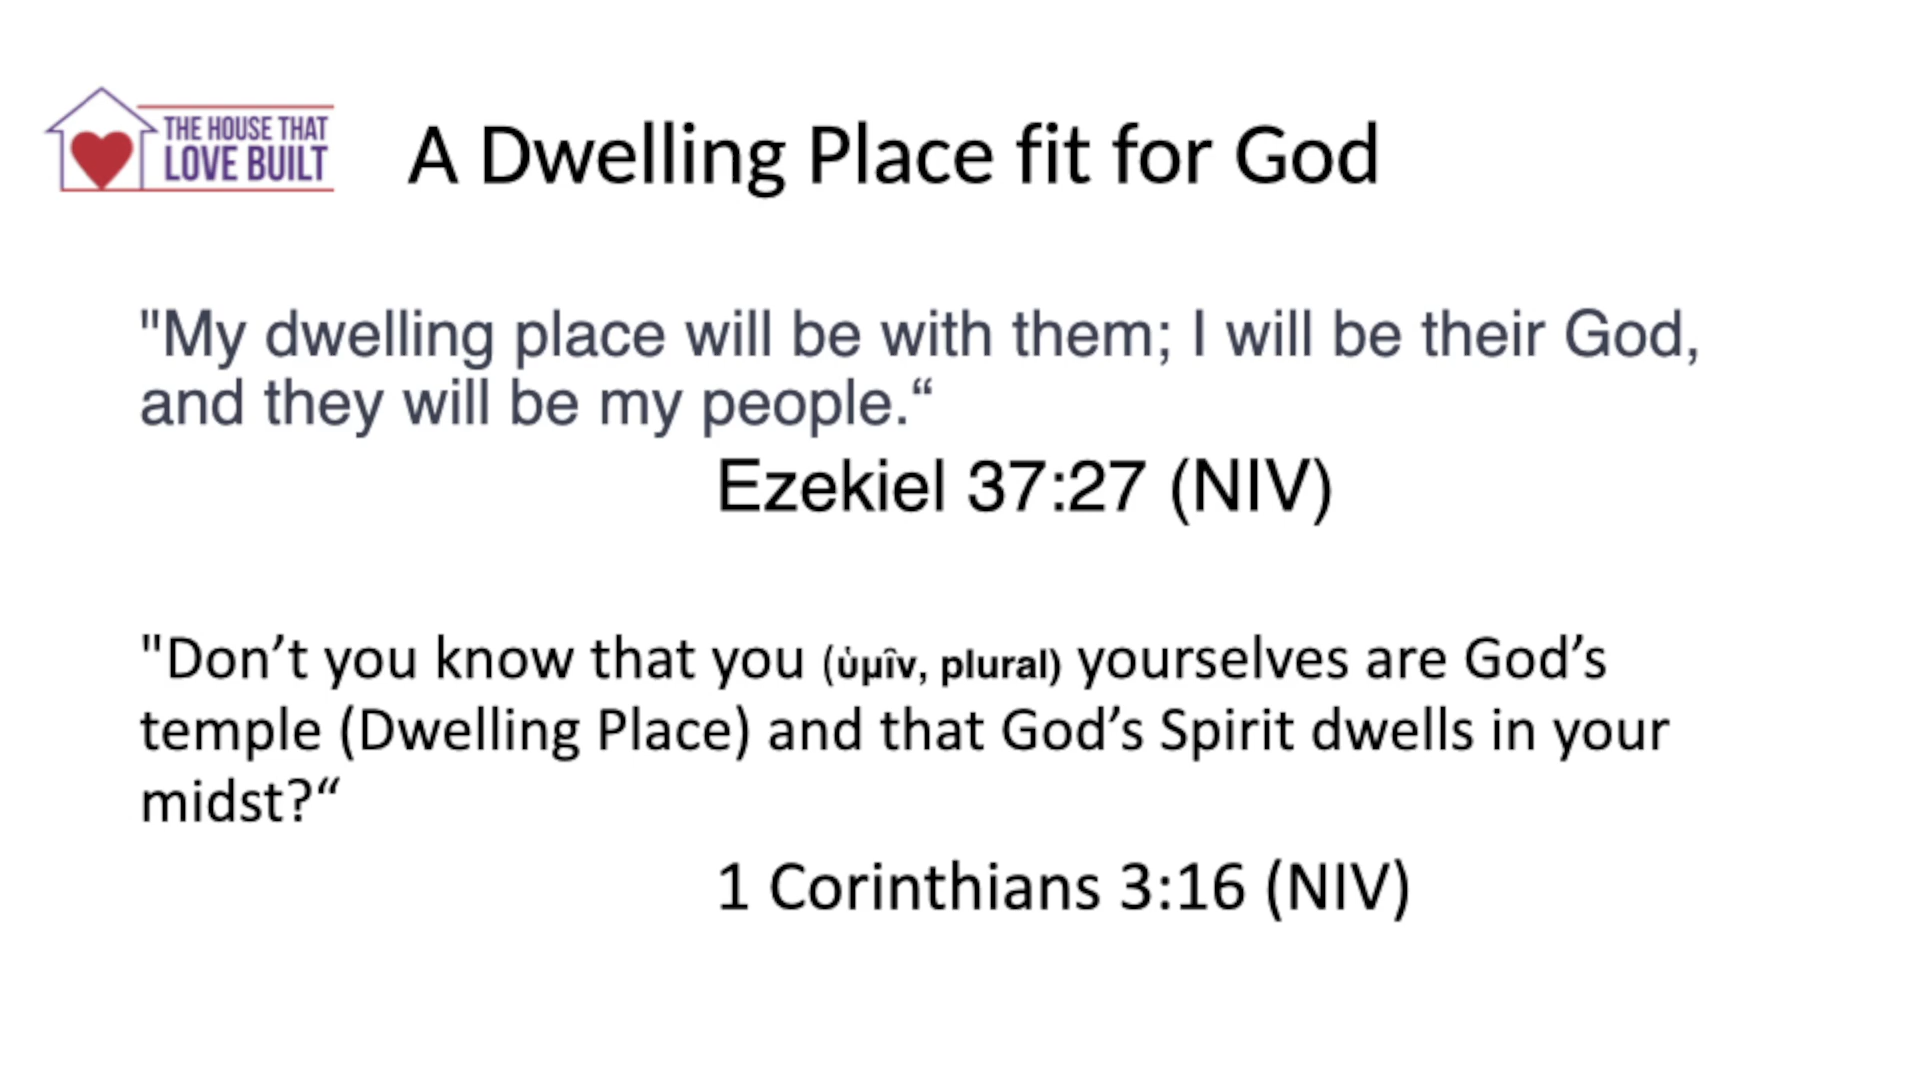 THE HOUSE THAT
LOVE BUILT
A Dwelling Place fit for God
"My dwelling place will be with them; I will be their God,
and they will be my people.“
Ezekiel 37:27 (NIV)
"Don’t you know that you (ὑμῖν, plural) yourselves are God’s
temple (Dwelling Place) and that God’s Spirit dwells in your
midst?“
1 Corinthians 3:16 (NIV)